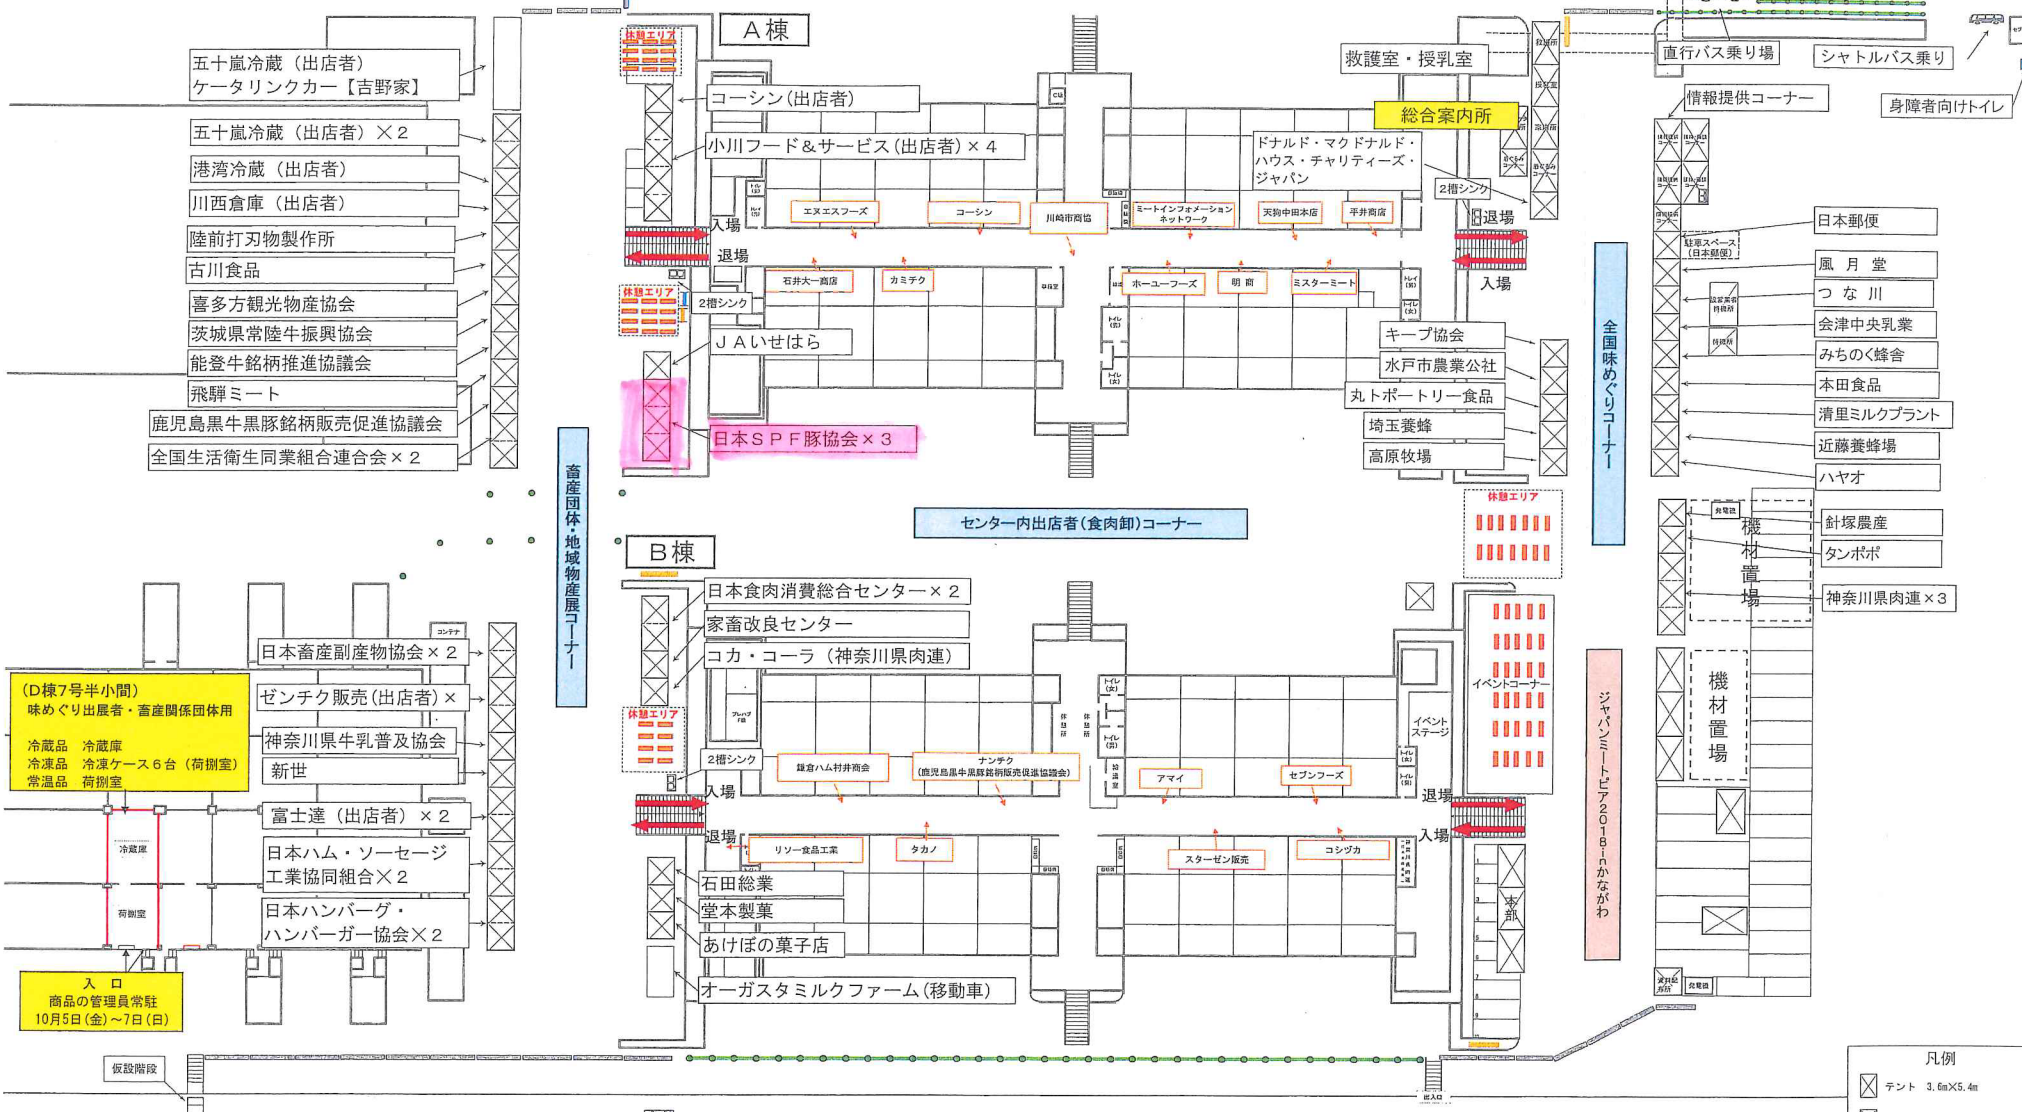 A棟
休憩エリア
五十嵐冷蔵（出店者）
ケータリンクカー【吉野家】
五十嵐冷蔵（出店者）×２
港湾冷蔵（出店者）
川西倉庫（出店者）
陸前打刃物製作所
古川食品
喜多方観光物産協会
茨城県常陸牛振興協会
能登牛銘柄推進協議会
飛騨ミート
鹿児島黒牛黒豚銘柄販売促進協議会
全国生活衛生同業組合連合会×２
コーシン(出店者)
小川フード＆サービス(出店者)×４
エヌエスフーズ
コーシン
川崎市商協
ミートインフォメーション
ネットワーク
天狗中田本店
平井商店
入場
退場
石井大一商店
カミチク
ホーユーフーズ
明 商
ミスターミート
休憩エリア
2槽シンク
ＪＡいせはら
日本ＳＰＦ豚協会×３
救護室・授乳室
総合案内所
ドナルド・マクドナルド・
ハウス・チャリティーズ・
ジャパン
2槽シンク
退場
入場
キープ協会
水戸市農業公社
丸トポートリー食品
埼玉養蜂
高原牧場
直行バス乗り場
シャトルバス乗り
身障者向けトイレ
情報提供コーナー
駐車スペース
(日本郵便)
日本郵便
風 月 堂
つ な 川
会津中央乳業
みちのく蜂舎
本田食品
清里ミルクプラント
近藤養蜂場
ハヤオ
針塚農産
タンポポ
神奈川県肉連×３
発電機
機材置場
機材置場
全国味めぐりコーナー
畜産団体・地域物産展コーナー
センター内出店者(食肉卸)コーナー
休憩エリア
B棟
日本食肉消費総合センター×２
家畜改良センター
コカ・コーラ（神奈川県肉連）
コンテナ
日本畜産副産物協会×２
ゼンチク販売(出店者)×
神奈川県牛乳普及協会
新世
富士達（出店者）×２
日本ハム・ソーセージ
工業協同組合×２
日本ハンバーグ・
ハンバーガー協会×２
(D棟7号半小間)
味めぐり出展者・畜産関係団体用
冷蔵品　冷蔵庫
冷凍品　冷凍ケース６台（荷捌室）
常温品　荷捌室
冷蔵庫
荷捌室
入 口
商品の管理員常駐
10月5日(金)～7日(日)
仮設階段
休憩エリア
2槽シンク
鎌倉ハム村井商会
ナンチク
(鹿児島黒牛黒豚銘柄販売促進協議会)
アマイ
セブンフーズ
イベント
ステージ
イベントコーナー
入場
退場
リソー食品工業
タカノ
スターゼン販売
コシヅカ
退場
入場
石田総業
堂本製菓
あけぼの菓子店
オーガスタミルクファーム(移動車)
本部
ジャパンミートピア2018inかながわ
発電機
出入口
凡例
テント　3.6m×5.4m